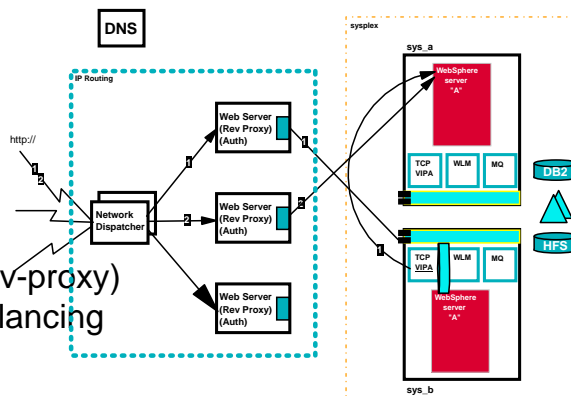 DNS
sysplex
sys_a
IP Routing
WebSphere
server
"A"
Web Server
(Rev Proxy)
(Auth)
1
http://
1
2
1
TCP
VIPA
WLM
MQ
DB2
Web Server
(Rev Proxy)
(Auth)
2
2
Network
Dispatcher
HFS
1
TCP
VIPA
WLM
MQ
v-proxy)
lancing
Web Server
(Rev Proxy)
(Auth)
WebSphere
server
"A"
sys_b